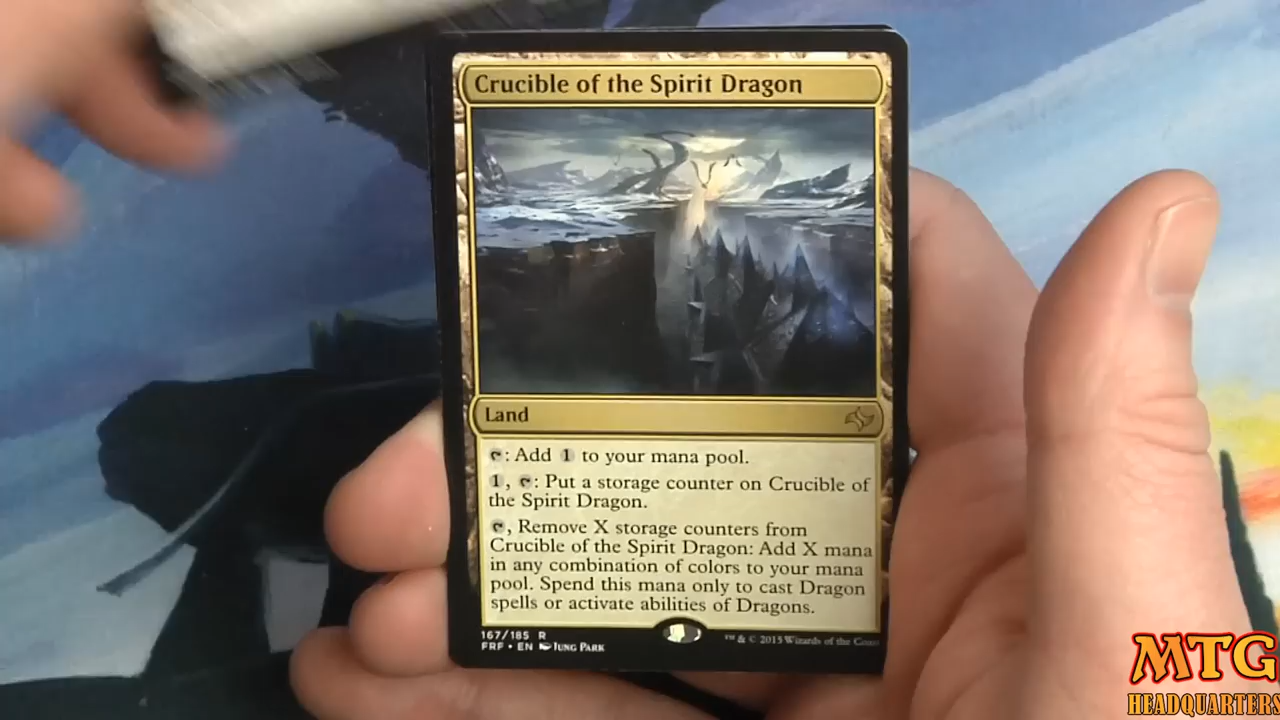 Crucible of the Spirit Dragon
Land
: Add 1 to your mana pool.
1, : Put a storage counter on Crucible of
the Spirit Dragon.
, Remove X storage counters from
Crucible of the Spirit Dragon: Add X mana
in any combination of colors to your mana
pool. Spend this mana only to cast Dragon
spells or activate abilities of Dragons.
167/185 R
FRF • EN Jung Park
™ & © 2015 Wizards of the Coas
MTG
HEADQUARTERS